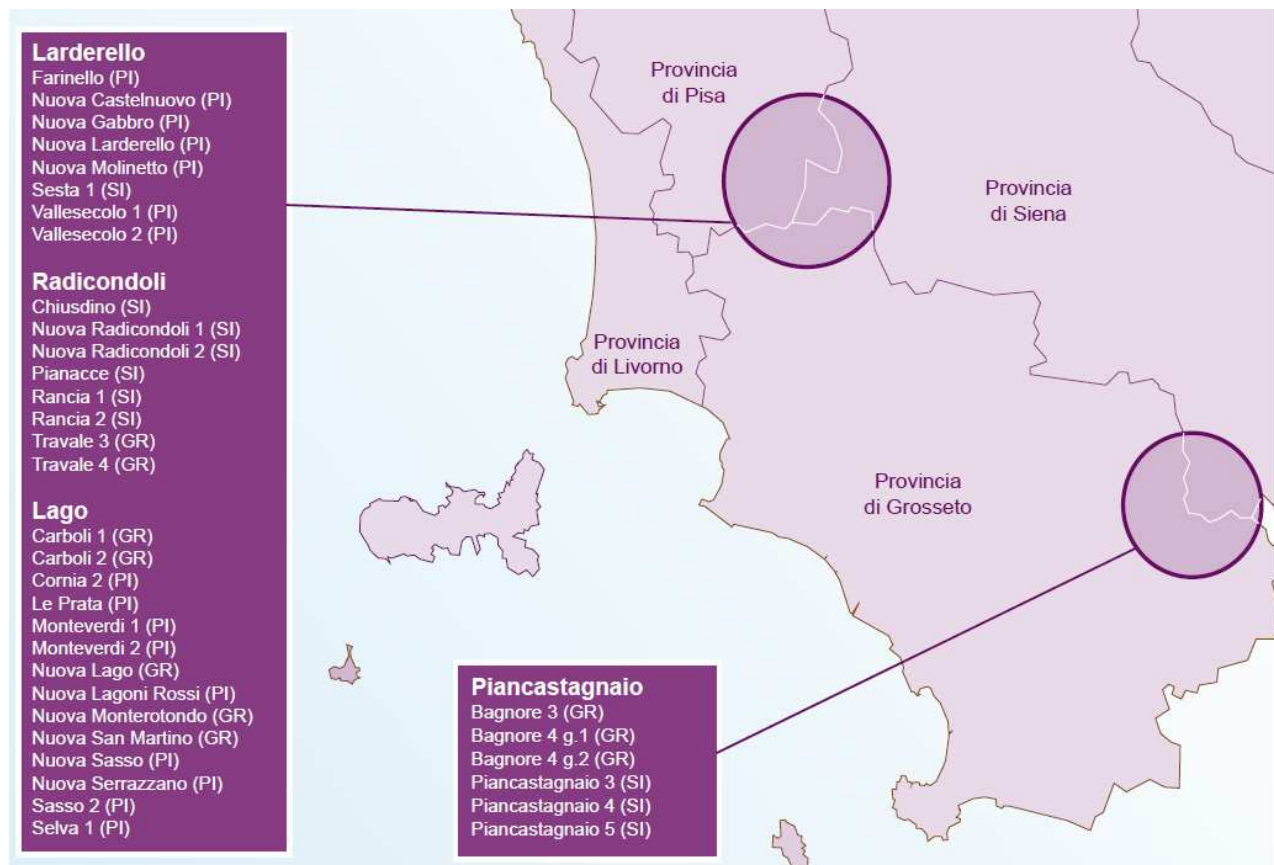 Larderello
Farinello (PI)
Nuova Castelnuovo (PI)
Nuova Gabbro (PI)
Nuova Larderello (PI)
Nuova Molinetto (PI)
Sesta 1 (SI)
Vallesecolo 1 (PI)
Vallesecolo 2 (PI)
Radicondoli
Chiusdino (SI)
Nuova Radicondoli 1 (SI)
Nuova Radicondoli 2 (SI)
Pianacce (SI)
Rancia 1 (SI)
Rancia 2 (SI)
Travale 3 (GR)
Travale 4 (GR)
Lago
Carboli 1 (GR)
Carboli 2 (GR)
Cornia 2 (PI)
Le Prata (PI)
Monteverdi 1 (PI)
Monteverdi 2 (PI)
Nuova Lago (GR)
Nuova Lagoni Rossi (PI)
Nuova Monterotondo (GR)
Nuova San Martino (GR)
Nuova Sasso (PI)
Nuova Serrazzano (PI)
Sasso 2 (PI)
Selva 1 (PI)
Provincia
di Pisa
Provincia
di Siena
Provincia
di Livorno
Provincia
di Grosseto
Piancastagnaio
Bagnore 3 (GR)
Bagnore 4 g.1 (GR)
Bagnore 4 g.2 (GR)
Piancastagnaio 3 (SI)
Piancastagnaio 4 (SI)
Piancastagnaio 5 (SI)